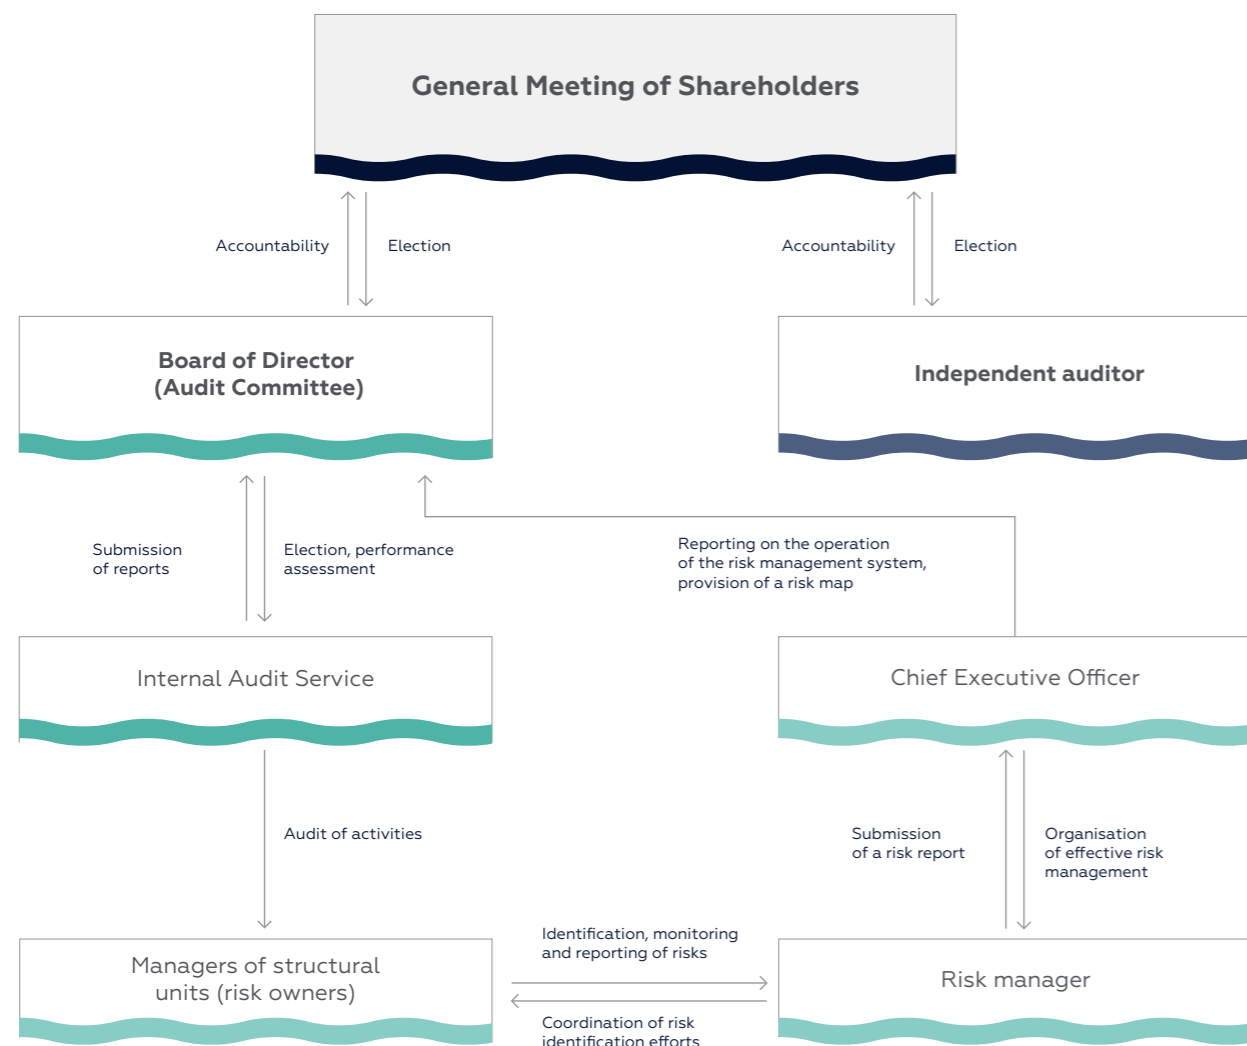 General Meeting of Shareholders
Accountability
Election
Accountability
Election
Board of Director
(Audit Committee)
Independent auditor
Submission
of reports
Election, performance
assessment
Reporting on the operation
of the risk management system,
provision of a risk map
Internal Audit Service
Chief Executive Officer
Audit of activities
Submission
of a risk report
Organisation
of effective risk
management
Managers of structural
units (risk owners)
Identification, monitoring
and reporting of risks
Coordination of risk
identification efforts
Risk manager